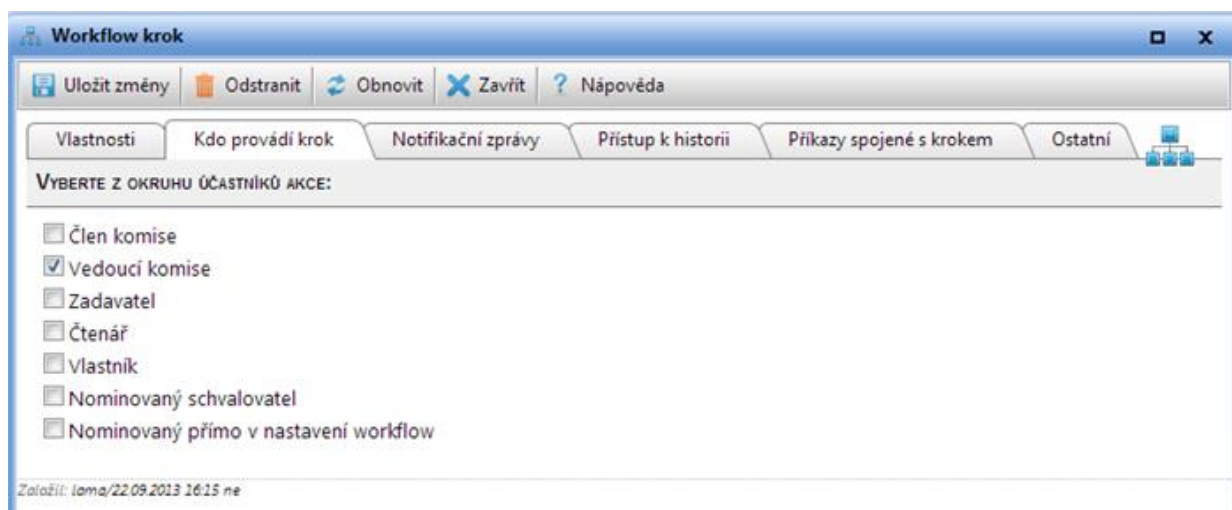 Workflow krok
Uložit změny Odstranit Obnovit Zavřít ? Nápověda
Vlastnosti Kdo provádí krok Notifikační zprávy Přístup k historii Příkazy spojené s krokem Ostatní
VYBERTE Z OKRUHU ÚČASTNÍKŮ AKCE:
Člen komise
Vedoucí komise
Zadavatel
Čtenář
Vlastník
Nominovaný schvalovatel
Nominovaný přímo v nastavení workflow
Založil: lama/22.09.2013 16:15 ne